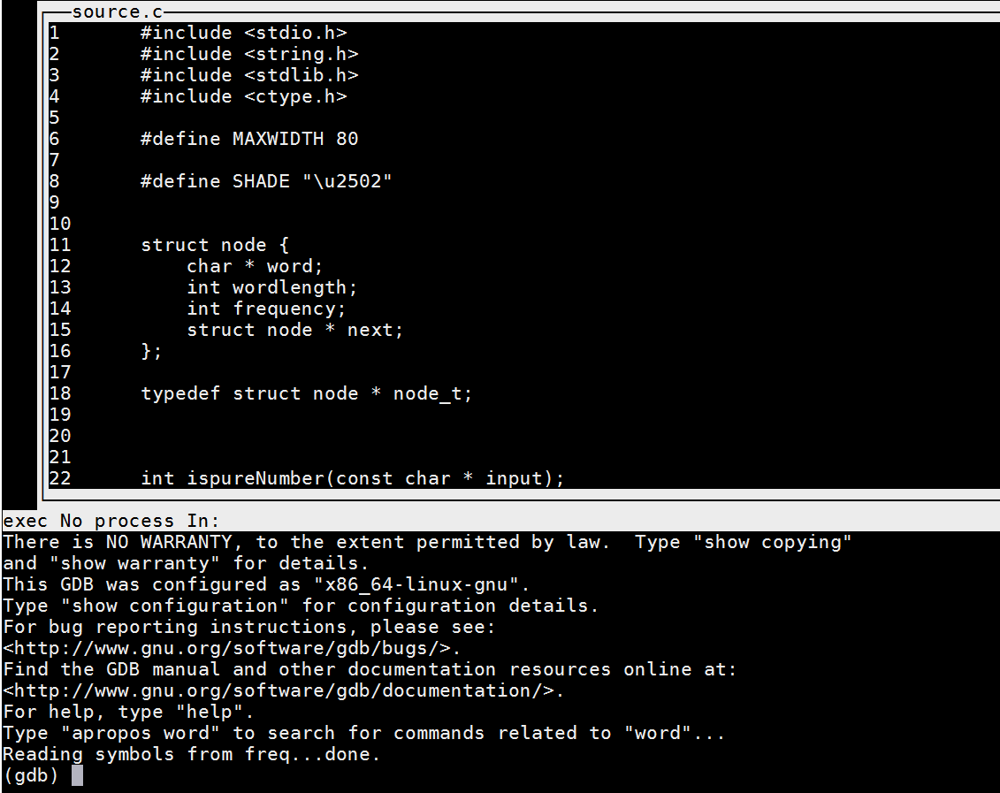 source.c
1 #include <stdio.h>
2 #include <string.h>
3 #include <stdlib.h>
4 #include <ctype.h>
5
6 #define MAXWIDTH 80
7
8 #define SHADE "\u2502"
9
10
11 struct node {
12     char * word;
13     int wordlength;
14     int frequency;
15     struct node * next;
16 };
17
18 typedef struct node * node_t;
19
20
21
22 int ispureNumber(const char * input);
exec No process In:
There is NO WARRANTY, to the extent permitted by law.  Type "show copying"
and "show warranty" for details.
This GDB was configured as "x86_64-linux-gnu".
Type "show configuration" for configuration details.
For bug reporting instructions, please see:
<http://www.gnu.org/software/gdb/bugs/>.
Find the GDB manual and other documentation resources online at:
<http://www.gnu.org/software/gdb/documentation/>.
For help, type "help".
Type "apropos word" to search for commands related to "word"...
Reading symbols from freq...done.
(gdb)